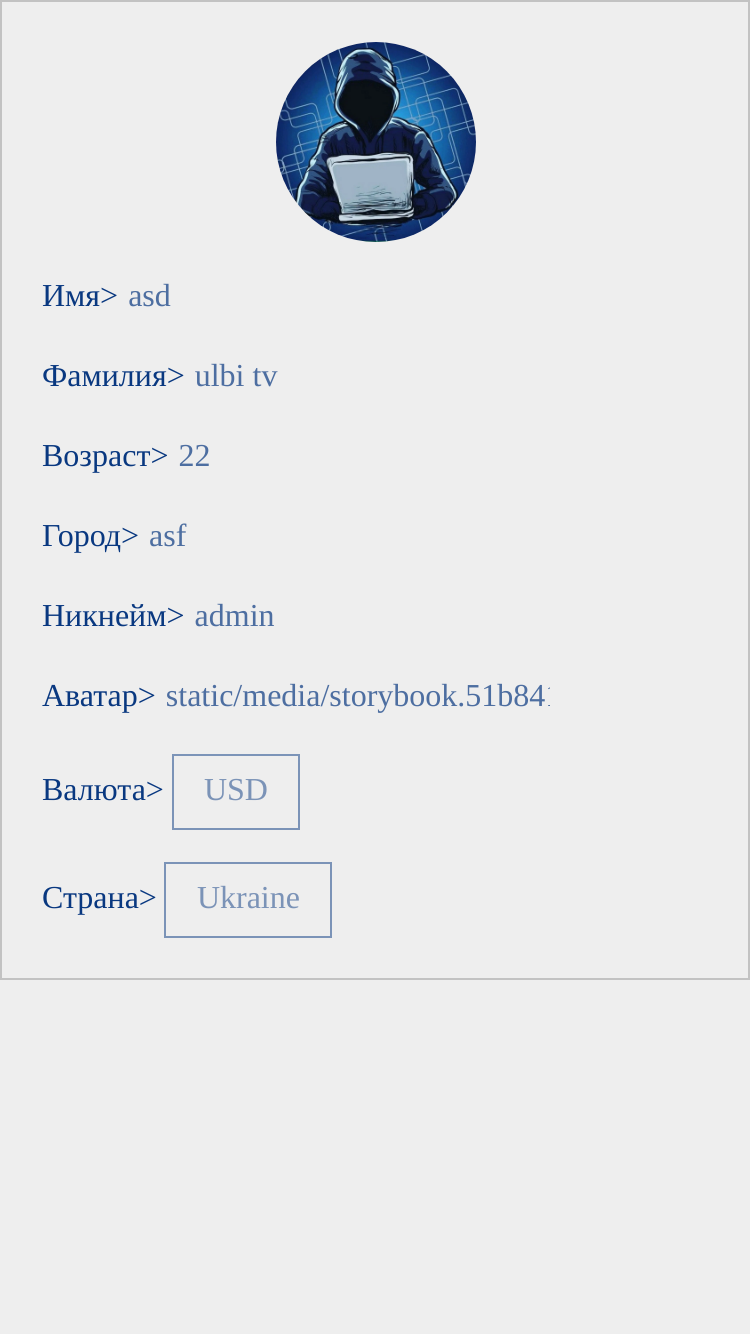 Имя> asd
Фамилия> ulbi tv
Возраст> 22
Город> asf
Никнейм> admin
Аватар> static/media/storybook.51b84
Валюта> USD
Страна> Ukraine